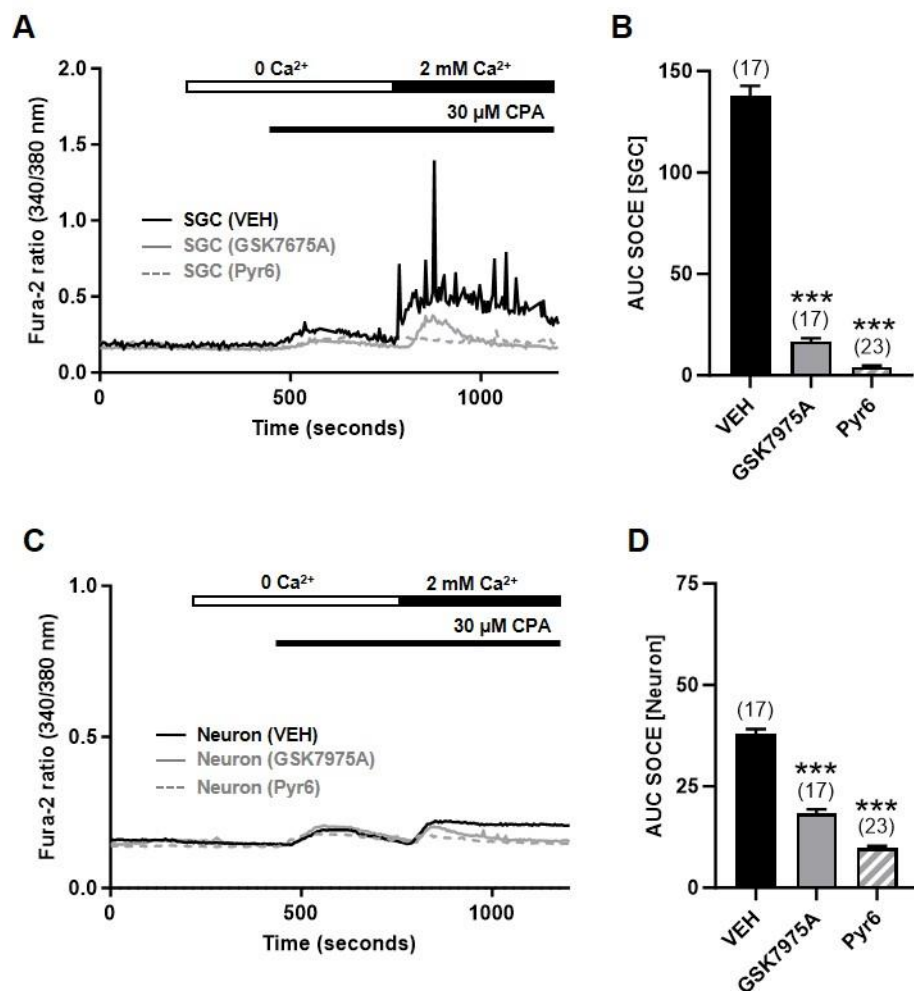 A
0 Ca²⁺
2 mM Ca²⁺
30 µM CPA
Fura-2 ratio (340/380 nm)
2.0
1.5
1.0
0.5
0.0
SGC (VEH)
SGC (GSK7675A)
SGC (Pyr6)
0
500
1000
Time (seconds)
B
AUC SOCE [SGC]
150
100
50
0
(17)
***
(17)
***
(23)
VEH
GSK7975A
Pyr6
C
0 Ca²⁺
2 mM Ca²⁺
30 µM CPA
Fura-2 ratio (340/380 nm)
1.0
0.5
0.0
Neuron (VEH)
Neuron (GSK7975A)
Neuron (Pyr6)
0
500
1000
Time (seconds)
D
AUC SOCE [Neuron]
75
50
25
0
(17)
***
(17)
***
(23)
VEH
GSK7975A
Pyr6